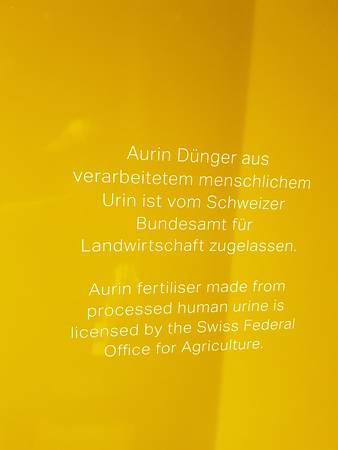 Aurin Dünger aus
verarbeitetem menschlichem
Urin ist vom Schweizer
Bundesamt für
Landwirtschaft zugelassen.
Aurin fertiliser made from
processed human urine is
licensed by the Swiss Federal
Office for Agriculture.